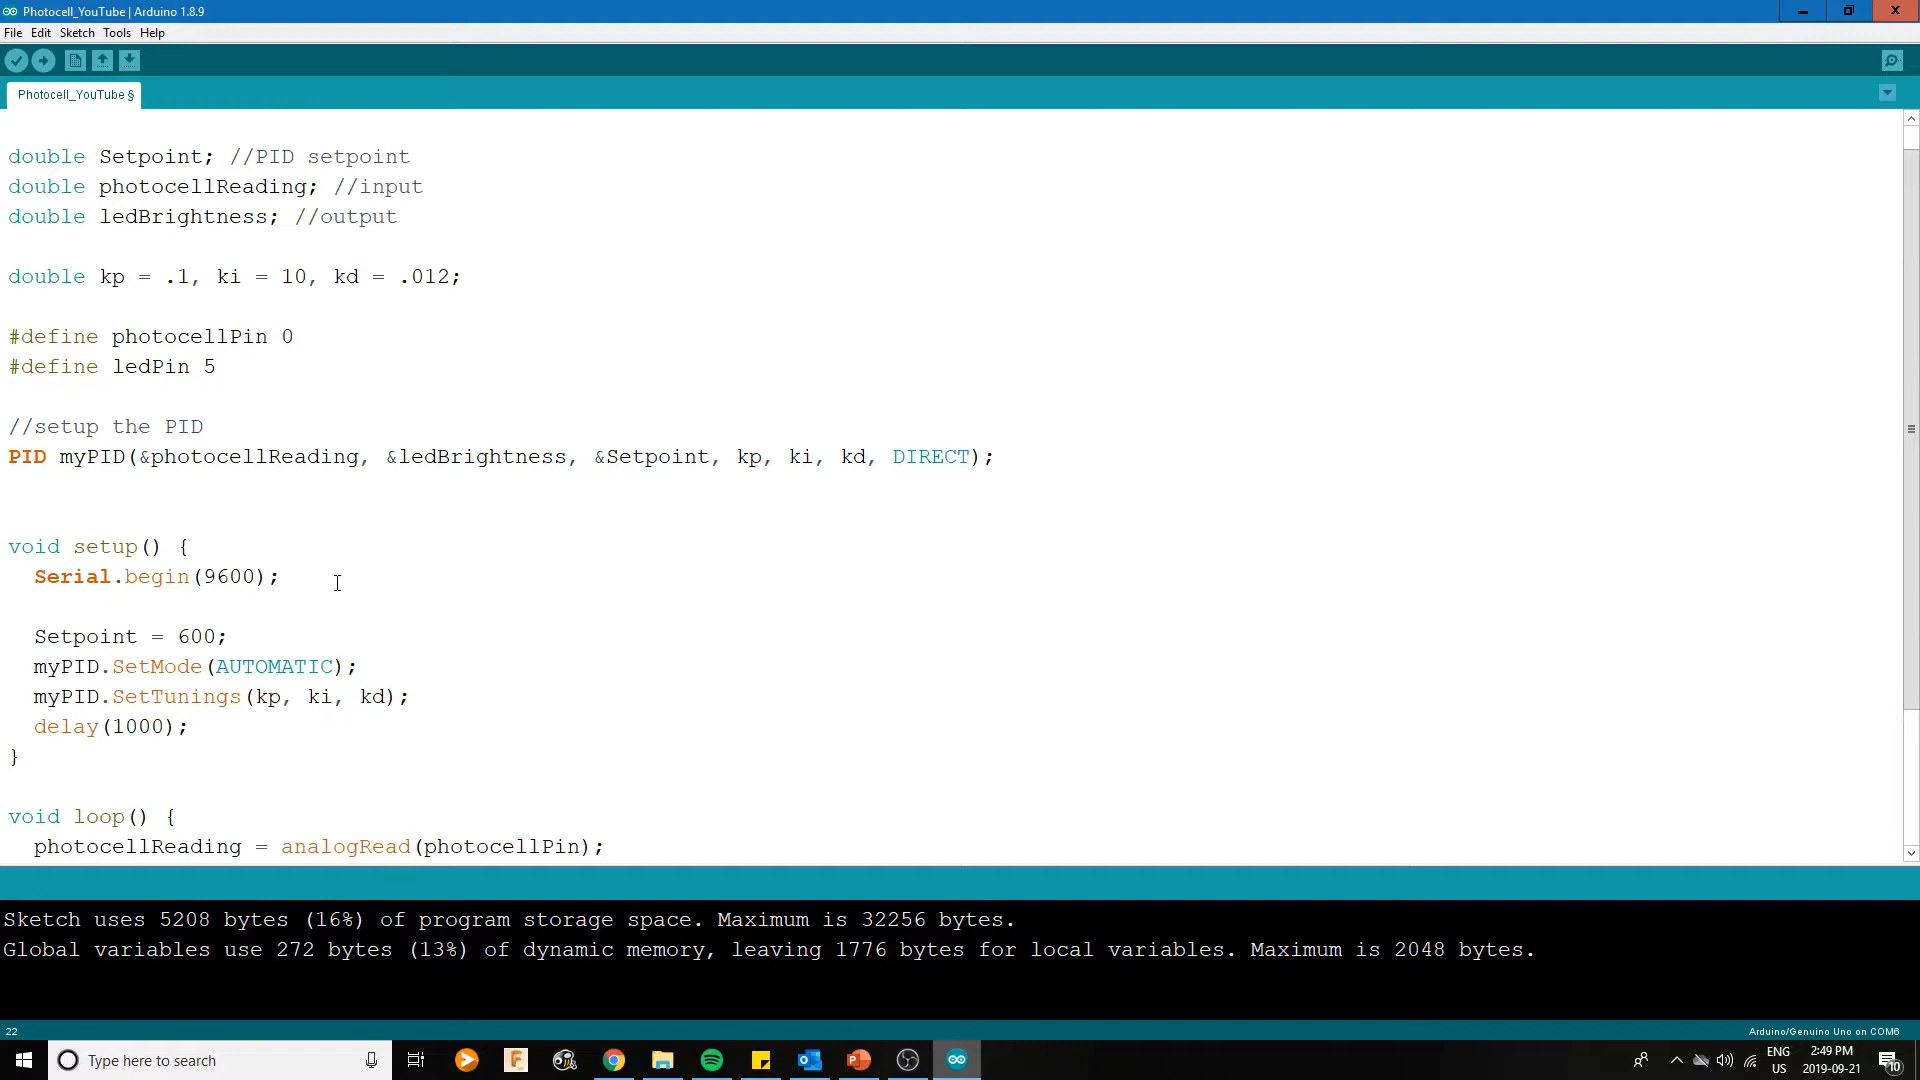 Photocell_YouTube | Arduino 1.8.9
File Edit Sketch Tools Help
Photocell_YouTube §
double Setpoint; //PID setpoint
double photocellReading; //input
double ledBrightness; //output
double kp = .1, ki = 10, kd = .012;
#define photocellPin 0
#define ledPin 5
//setup the PID
PID myPID(&photocellReading, &ledBrightness, &Setpoint, kp, ki, kd, DIRECT);
void setup() {
Serial.begin(9600);
Setpoint = 600;
myPID.SetMode(AUTOMATIC);
myPID.SetTunings(kp, ki, kd);
delay(1000);
}
void loop() {
photocellReading = analogRead(photocellPin);
Sketch uses 5208 bytes (16%) of program storage space. Maximum is 32256 bytes.
Global variables use 272 bytes (13%) of dynamic memory, leaving 1776 bytes for local variables. Maximum is 2048 bytes.
22 Arduino/Genuino Uno on COM6
Type here to search
ENG 2:49 PM
US 2019-09-21
10